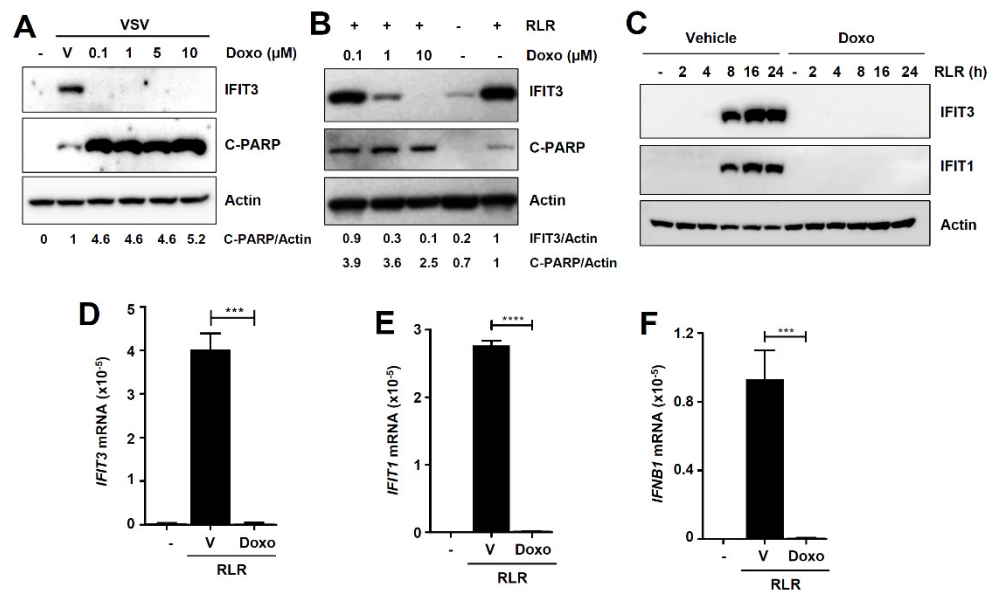 A
VSV
- V 0.1 1 5 10 Doxo (µM)
IFIT3
C-PARP
Actin
0 1 4.6 4.6 4.6 5.2 C-PARP/Actin
B
+ + + - + RLR
0.1 1 10 - - Doxo (µM)
IFIT3
C-PARP
Actin
0.9 0.3 0.1 0.2 1 IFIT3/Actin
3.9 3.6 2.5 0.7 1 C-PARP/Actin
C
Vehicle Doxo
- 2 4 8 16 24 - 2 4 8 16 24 RLR (h)
IFIT3
IFIT1
Actin
D
IFIT3 mRNA (x10-5)
5
4
3
2
1
0
***
- V Doxo
RLR
E
IFIT1 mRNA (x10-5)
3
2
1
0
****
- V Doxo
RLR
F
IFNB1 mRNA (x10-5)
1.2
0.8
0.4
0
***
- V Doxo
RLR